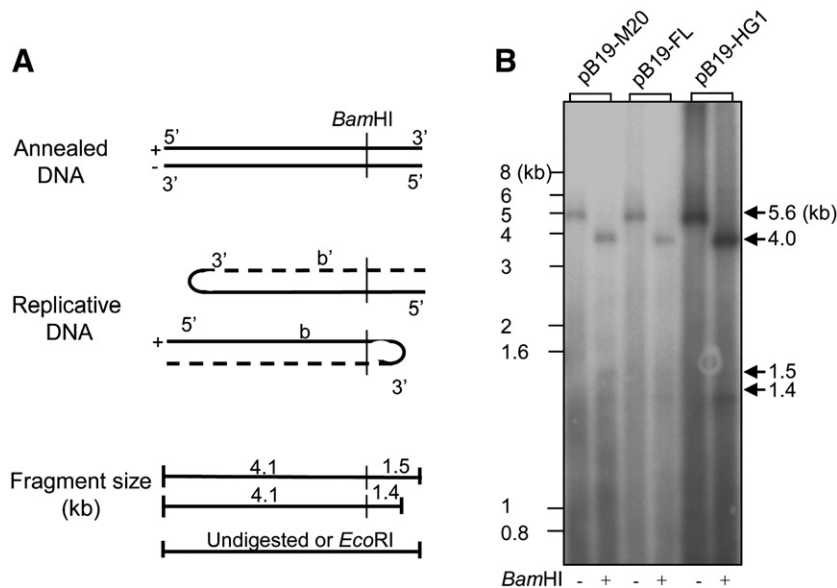 A
BamHI
Annealed
DNA
+ 5’ 3’
- 3’ 5’
Replicative
DNA
3’ b’ 5’
+ 5’ b 3’
Fragment size
(kb)
4.1 1.5
4.1 1.4
Undigested or EcoRI
B
pB19-M20
pB19-FL
pB19-HG1
8 (kb)
6
5
4
3
2
1.6
1
0.8
5.6 (kb)
4.0
1.5
1.4
BamHI - + - + - +